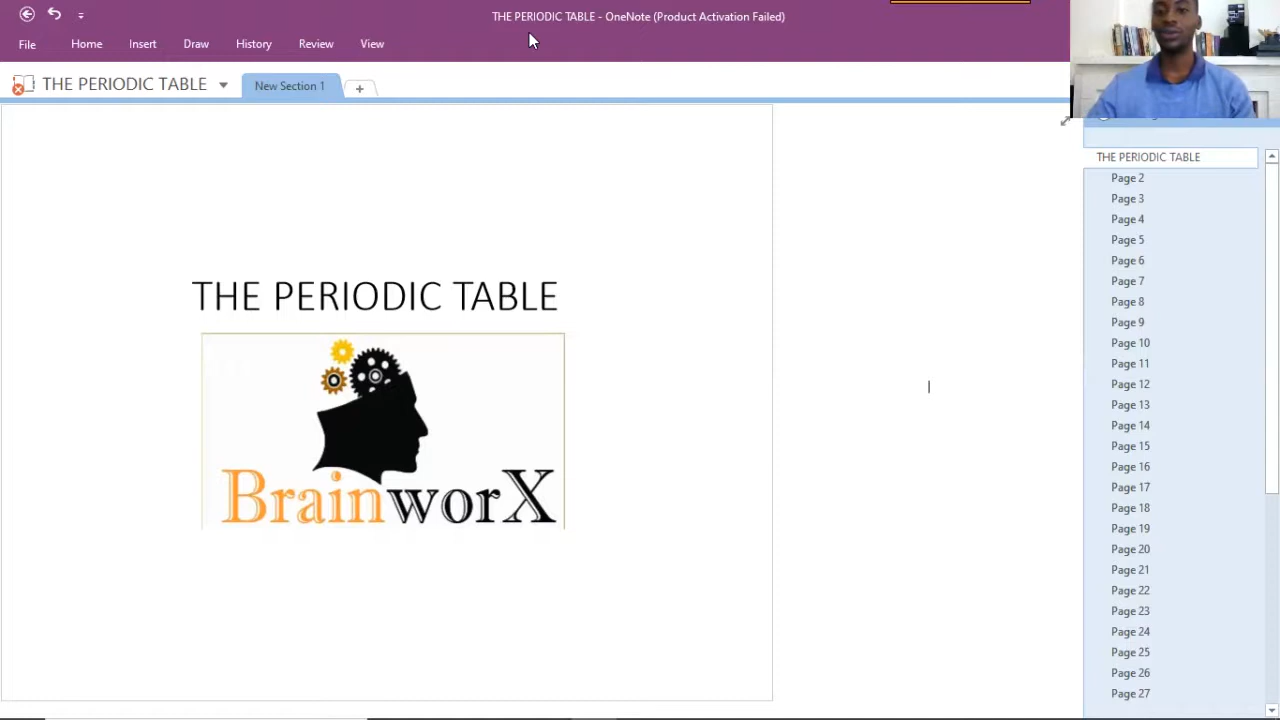 THE PERIODIC TABLE - OneNote (Product Activation Failed)
File Home Insert Draw History Review View
THE PERIODIC TABLE New Section 1 +
THE PERIODIC TABLE
BrainworX
THE PERIODIC TABLE
Page 2
Page 3
Page 4
Page 5
Page 6
Page 7
Page 8
Page 9
Page 10
Page 11
Page 12
Page 13
Page 14
Page 15
Page 16
Page 17
Page 18
Page 19
Page 20
Page 21
Page 22
Page 23
Page 24
Page 25
Page 26
Page 27